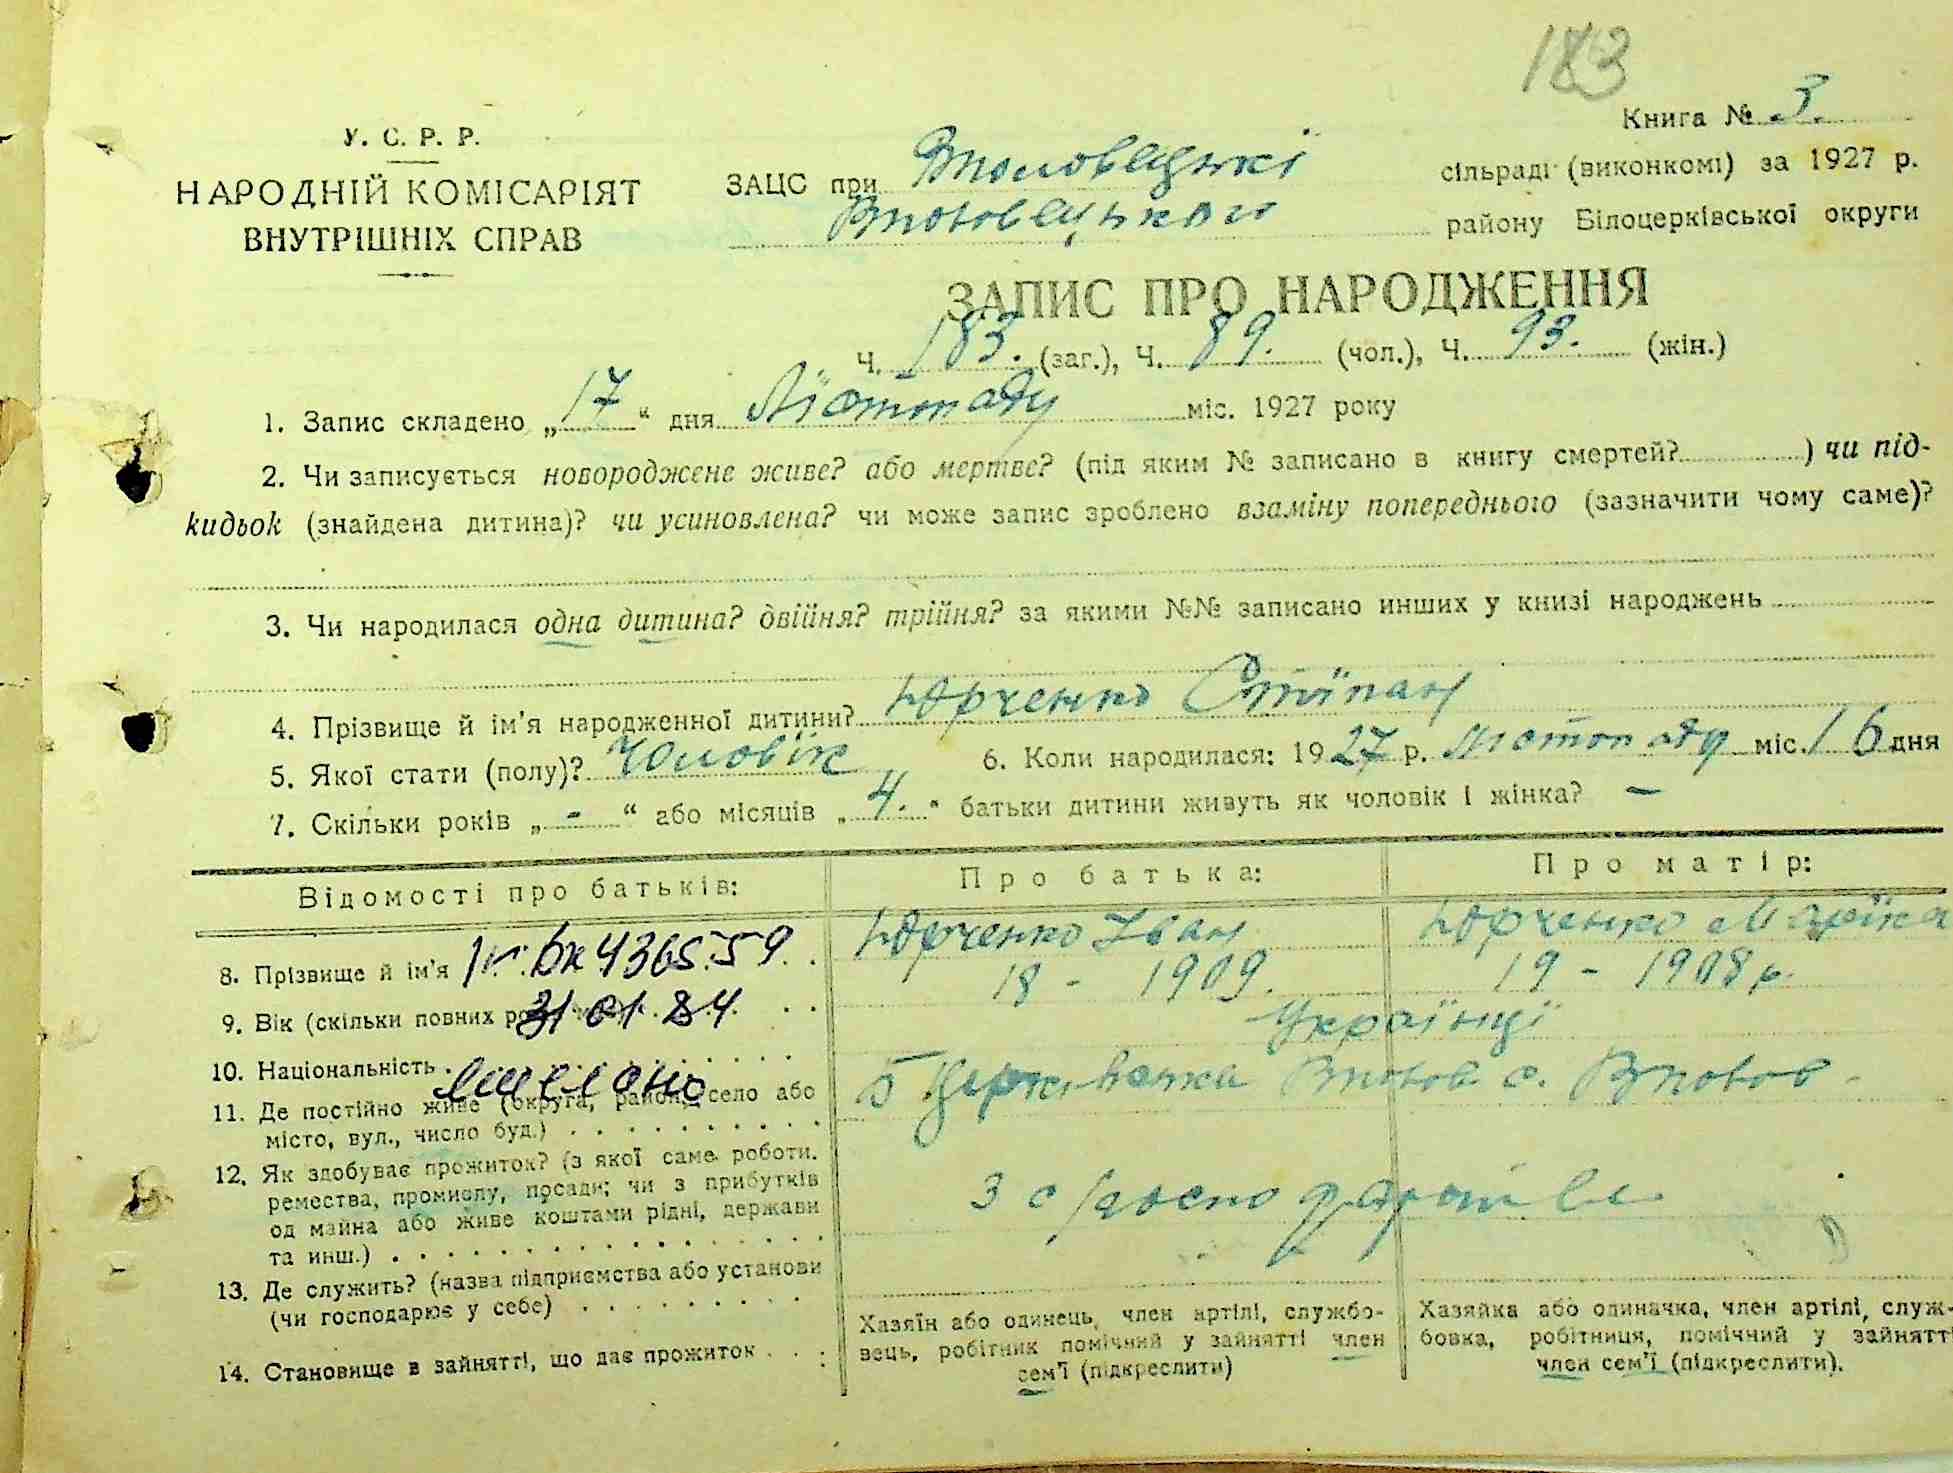 183
Книга № 3.
У. С. Р. Р.
НАРОДНІЙ КОМІСАРІЯТ
ВНУТРІШНІХ СПРАВ
ЗАЦС при сільраді (виконкомі) за 1927 р.
району Білоцерківської округи
ЗАПИС ПРО НАРОДЖЕННЯ
Ч. 183. (заг.), Ч. 89. (чол.), Ч. 93. (жін.)
1. Запис складено „17“ дня Лістопаду міс. 1927 року
2. Чи записується новороджене живе? або мертве? (під яким № записано в книгу смертей? ) чи під-
кидьок (знайдена дитина)? чи усиновлена? чи може запис зроблено взаміну попереднього (зазначити чому саме)?
3. Чи народилася одна дитина? двійня? трійня? за якими №№ записано инших у книзі народжень
4. Прізвище й ім'я народженної дитини? Юрченко Стіпан
5. Якої стати (полу)? Чоловік 6. Коли народилася: 1927 р. лістопаду міс. 16 дня
7. Скільки років „ - “ або місяців „ 4. “ батьки дитини живуть як чоловік і жінка? —
Відомості про батьків: Про батька: Про матір:
8. Прізвище й ім'я Юрченко Іван Юрченко Маріка
9. Вік (скільки повних 31 01 84 18 - 1909. 19 - 1908 р.
10. Національність Українці
11. Де постійно живе (округа, район, село або
місто, вул., число буд.)
12. Як здобуває прожиток? (з якої саме роботи.
ремества, промислу, посади; чи з прибутків
од майна або живе коштами рідні, держави
та инш.)
13. Де служить? (назва підприємства або установи
(чи господарює у себе)
14. Становище в зайнятті, що дає прожиток
Хазяїн або одинець, член артілі, службо-
вець, робітник помічний у зайнятті член
сем'ї (підкреслити)
Хазяйка або одиначка, член артілі, служ-
бовка, робітниця, помічний у зайнятті
член сем'ї (підкреслити).